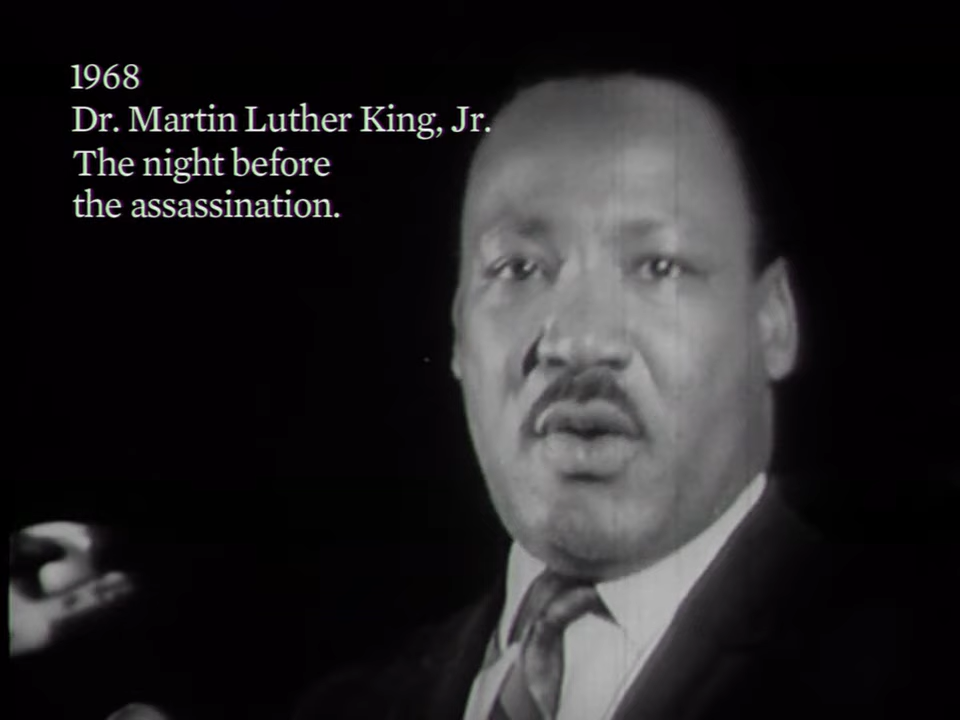 1968
Dr. Martin Luther King, Jr.
The night before
the assassination.